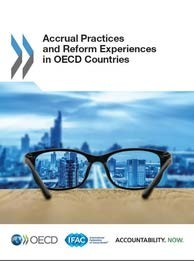 Accrual Practices
and Reform Experiences
in OECD Countries
OECD
IFAC
ACCOUNTABILITY. NOW.